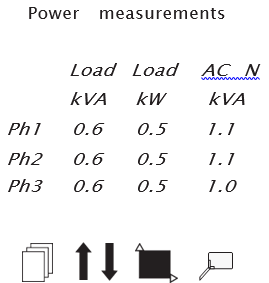 Power measurements
Load Load AC N
kVA kW kVA
Ph1 0.6 0.5 1.1
Ph2 0.6 0.5 1.1
Ph3 0.6 0.5 1.0